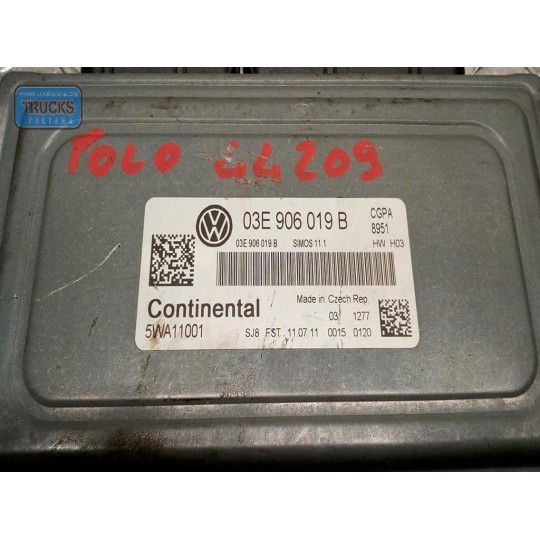 TRUCKS
ITALIANA
POLO 44209
03E 906 019 B
CGPA
8951
03E 906 019 B SIMOS 11.1 HW H03
Continental
5WA11001
Made in Czech Rep.
03 1277
SJ8 FST 11.07.11 0015 0120